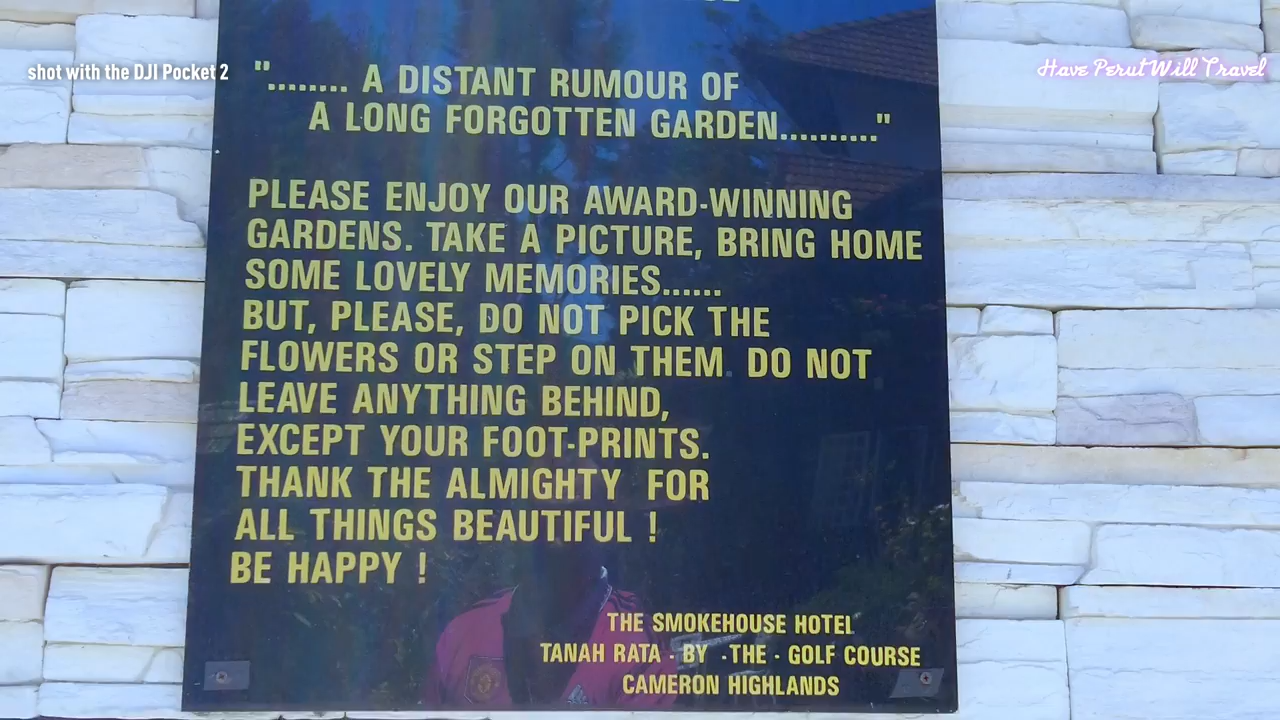 shot with the DJI Pocket 2
Have Perut Will Travel
"........ A DISTANT RUMOUR OF
A LONG FORGOTTEN GARDEN.........."
PLEASE ENJOY OUR AWARD-WINNING
GARDENS. TAKE A PICTURE, BRING HOME
SOME LOVELY MEMORIES......
BUT, PLEASE, DO NOT PICK THE
FLOWERS OR STEP ON THEM. DO NOT
LEAVE ANYTHING BEHIND,
EXCEPT YOUR FOOT-PRINTS.
THANK THE ALMIGHTY FOR
ALL THINGS BEAUTIFUL !
BE HAPPY !
THE SMOKEHOUSE HOTEL
TANAH RATA - BY -THE - GOLF COURSE
CAMERON HIGHLANDS